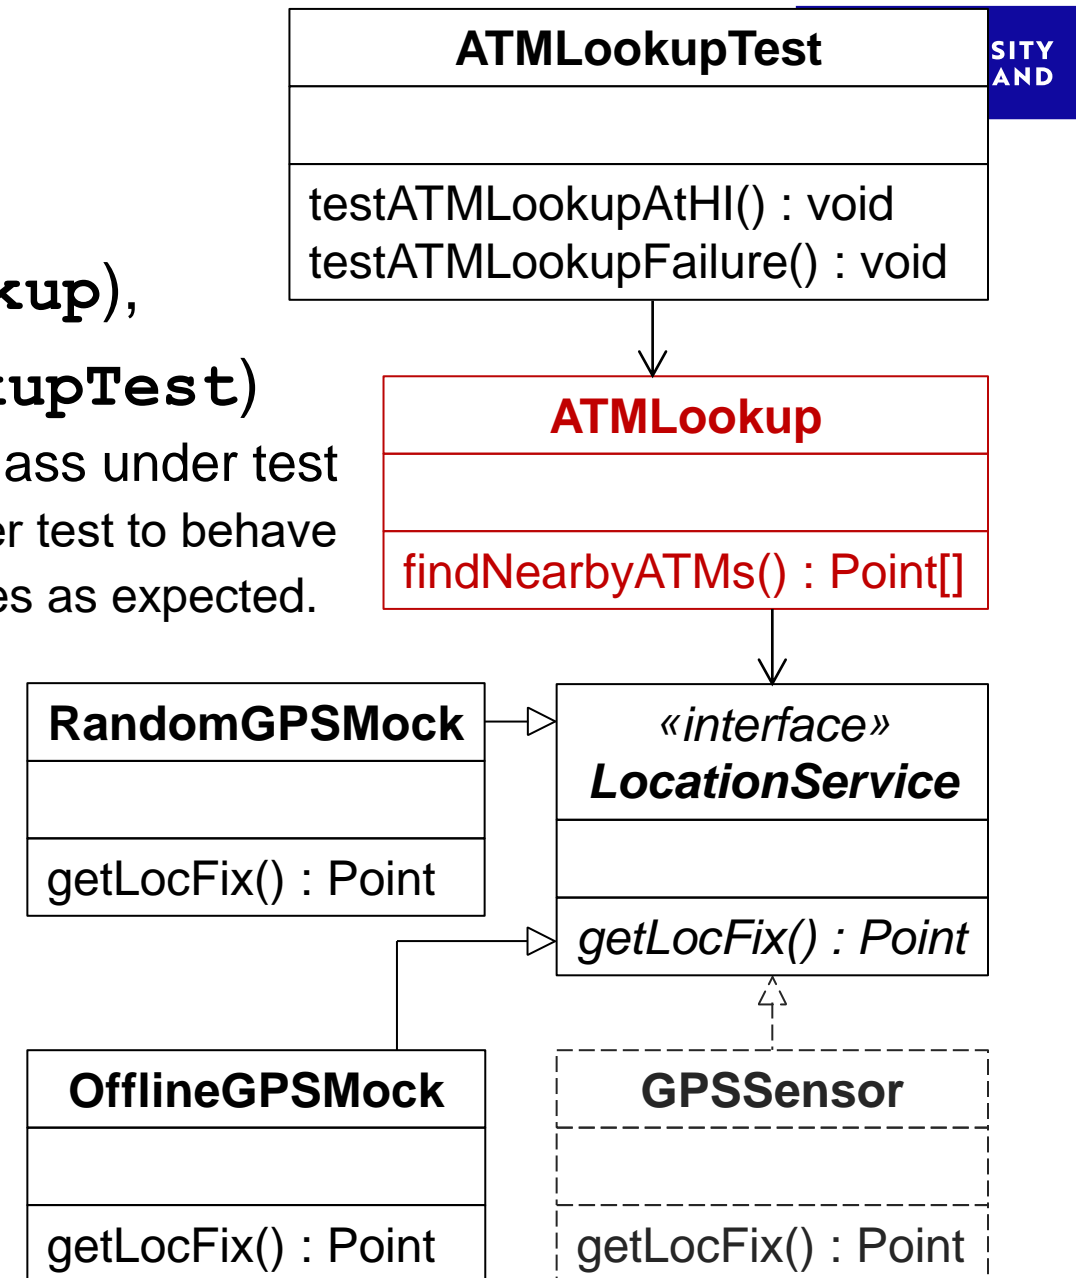 ATMLookupTest
SITY
AND
testATMLookupAtHI() : void
testATMLookupFailure() : void
kup),
kupTest)
ATMLookup
ass under test
er test to behave
findNearbyATMs() : Point[]
es as expected.
RandomGPSMock
«interface»
LocationService
getLocFix() : Point
getLocFix() : Point
OfflineGPSMock
GPSSensor
getLocFix() : Point
getLocFix() : Point